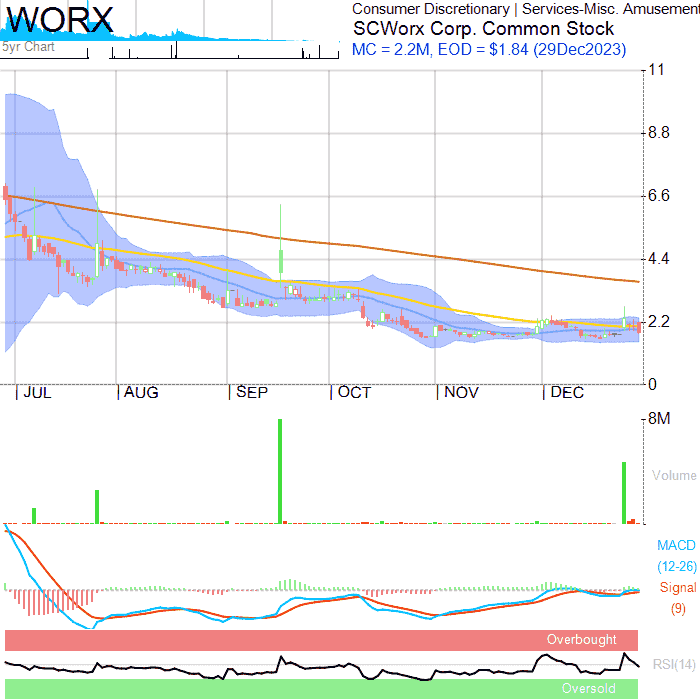 WORX
5yr Chart
Consumer Discretionary | Services-Misc. Amusement
SCWorx Corp. Common Stock
MC = 2.2M, EOD = $1.84 (29Dec2023)
11
8.8
6.6
4.4
2.2
0
JUL
AUG
SEP
OCT
NOV
DEC
8M
Volume
MACD
(12-26)
Signal
(9)
Overbought
RSI(14)
Oversold